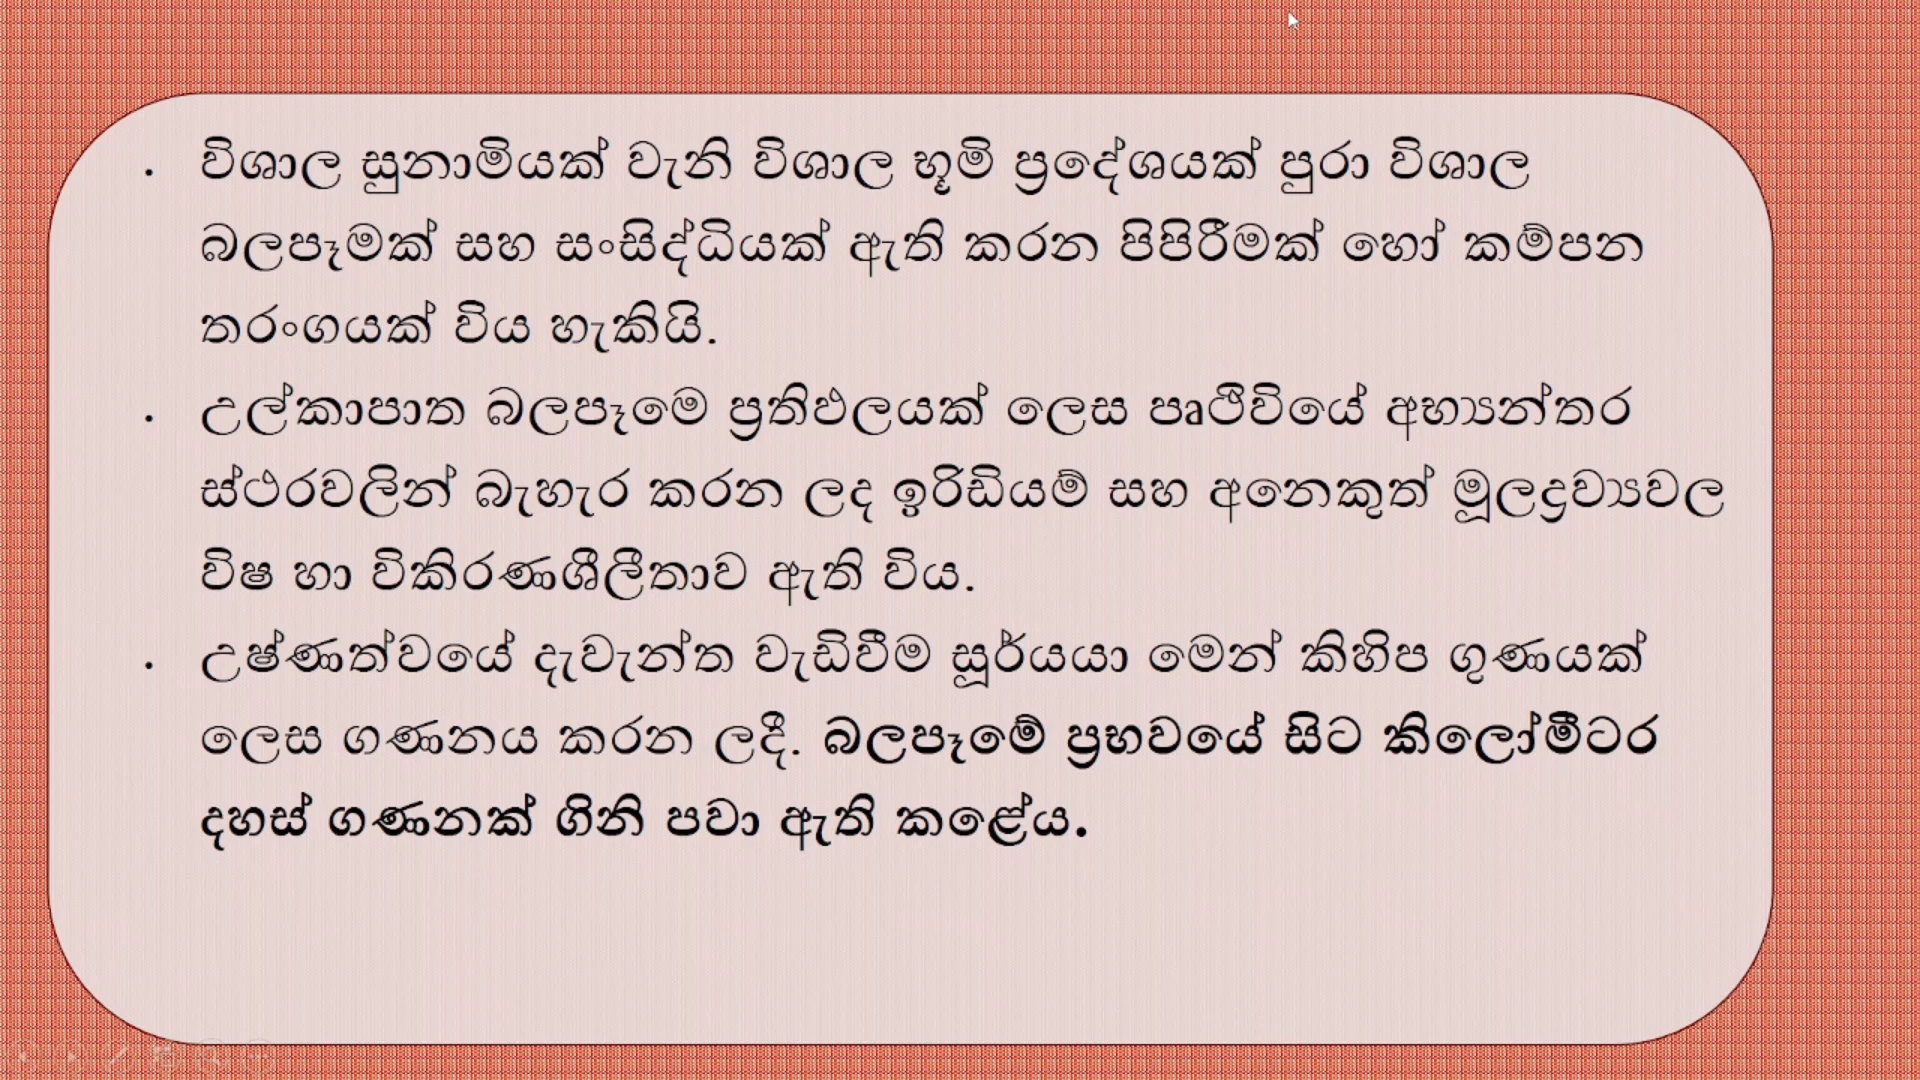 . විශාල සුනාමියක් වැනි විශාල භූමි ප්‍රදේශයක් පුරා විශාල
බලපෑමක් සහ සංසිද්ධියක් ඇති කරන පිපිරීමක් හෝ කම්පන
තරංගයක් විය හැකියි.
. උල්කාපාත බලපෑමෙ ප්‍රතිඵලයක් ලෙස පෘථිවියේ අභ්‍යන්තර
ස්ථරවලින් බැහැර කරන ලද ඉරිඩියම් සහ අනෙකුත් මූලද්‍රව්‍යවල
විෂ හා විකිරණශීලීතාව ඇති විය.
. උෂ්ණත්වයේ දැවැන්ත වැඩිවීම සූර්යයා මෙන් කිහිප ගුණයක්
ලෙස ගණනය කරන ලදී. බලපෑමේ ප්‍රභවයේ සිට කිලෝමීටර
දහස් ගණනක් ගිනි පවා ඇති කළේය.